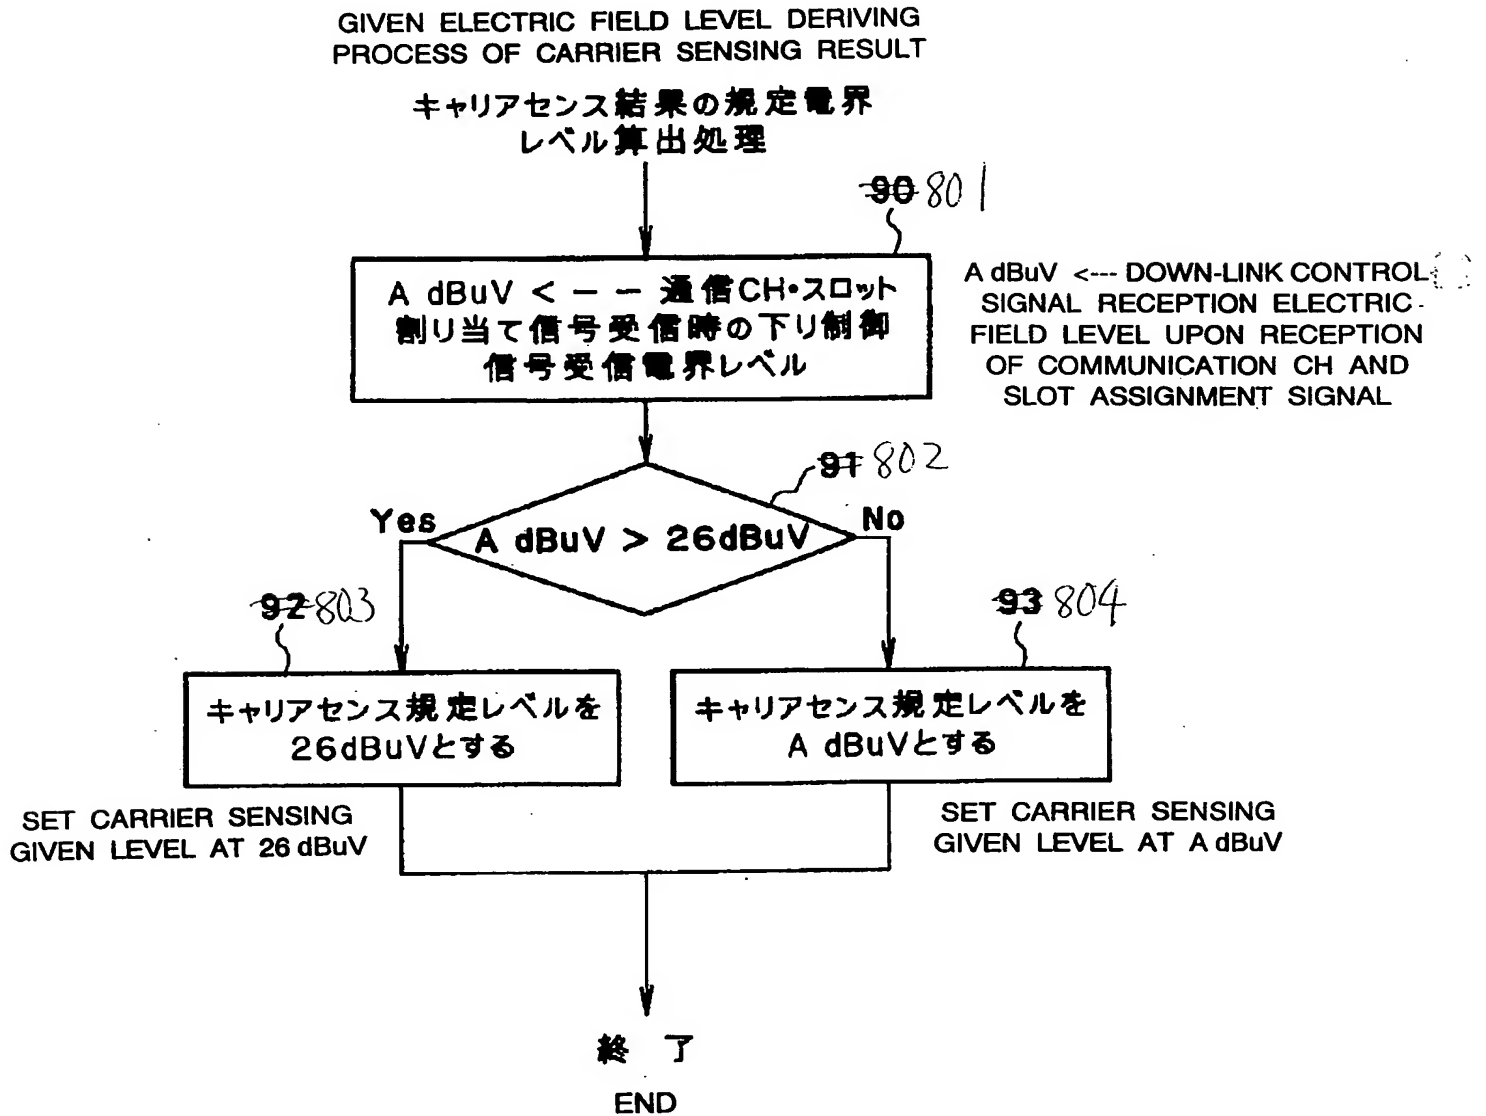 GIVEN ELECTRIC FIELD LEVEL DERIVING
PROCESS OF CARRIER SENSING RESULT
キャリアセンス結果の規定電界
レベル算出処理
90 801
A dBuV < - - 通信CH・スロット
割り当て信号受信時の下り制御
信号受信電界レベル
A dBuV <--- DOWN-LINK CONTROL
SIGNAL RECEPTION ELECTRIC
FIELD LEVEL UPON RECEPTION
OF COMMUNICATION CH AND
SLOT ASSIGNMENT SIGNAL
91 802
Yes
A dBuV > 26dBuV
No
92 803
93 804
キャリアセンス規定レベルを
26dBuVとする
キャリアセンス規定レベルを
A dBuVとする
SET CARRIER SENSING
GIVEN LEVEL AT 26 dBuV
SET CARRIER SENSING
GIVEN LEVEL AT A dBuV
終 了
END